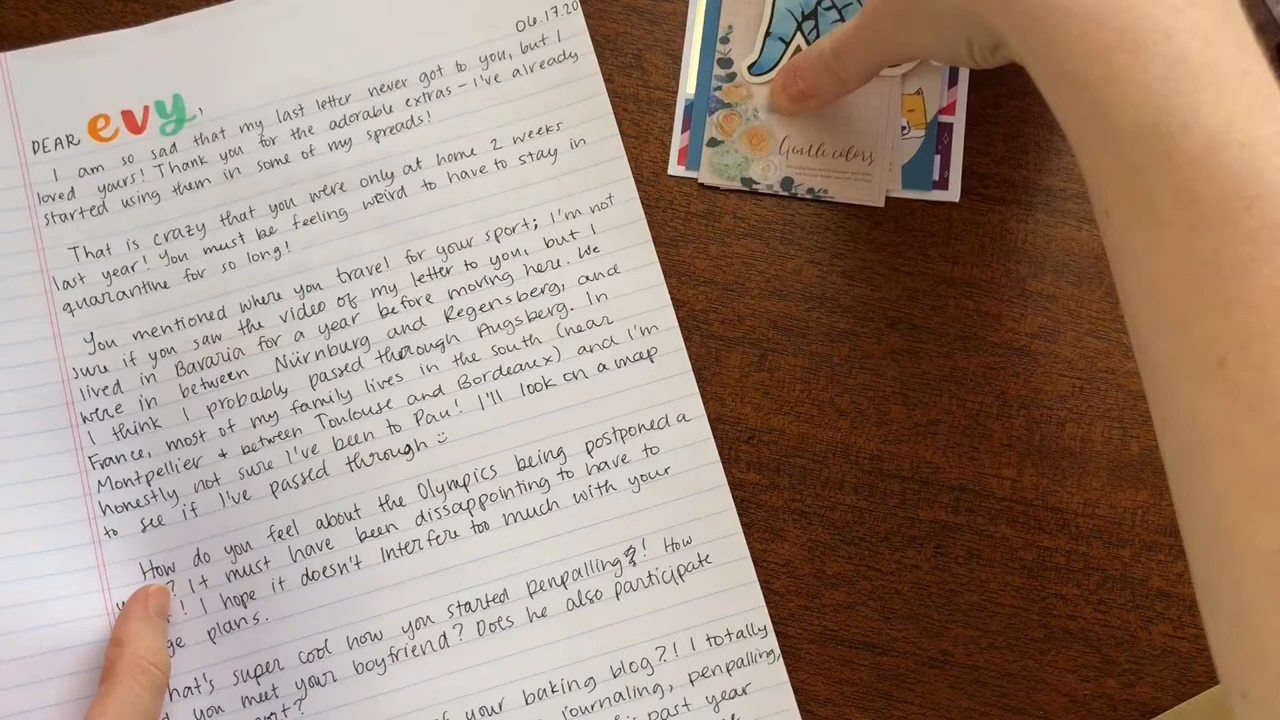 06.17.20
DEAR evy,
I am so sad that my last letter never got to you, but I
loved yours! Thank you for the adorable extras - I've already
started using them in some of my spreads!
That is crazy that you were only at home 2 weeks
last year! You must be feeling weird to have to stay in
quarantine for so long!
You mentioned where you travel for your sport; I'm not
sure if you saw the video of my letter to you, but I
lived in Bavaria for a year before moving here. We
were in between Nürnburg and Regensberg, and
I think I probably passed through Augsberg. In
France, most of my family lives in the south (near
Montpellier + between Toulouse and Bordeaux) and I'm
honestly not sure I've been to Pau! I'll look on a map
to see if I've passed through :)
How do you feel about the Olympics being postponed a
? It must have been dissappointing to have to
! I hope it doesn't interfere too much with your
plans.
hat's super cool how you started penpalling! How
you meet your boyfriend? Does he also participate
your baking blog?! I totally
journaling, penpalling,
past year
Gentle colors